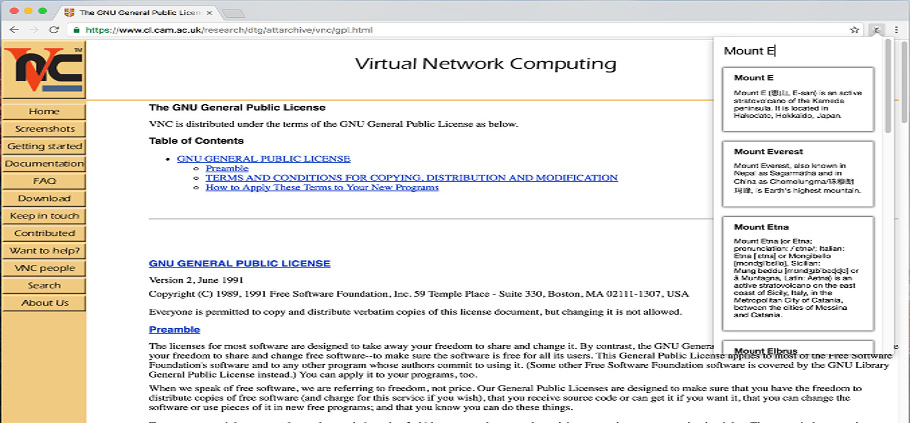 The GNU General Public Licen
https://www.cl.cam.ac.uk/research/dtg/attarchive/vnc/gpl.html
VNC
TM
Home
Screenshots
Getting started
Documentation
FAQ
Download
Keep in touch
Contributed
Want to help?
VNC people
Search
About Us
Virtual Network Computing
The GNU General Public License
VNC is distributed under the terms of the GNU General Public License as below.
Table of Contents
GNU GENERAL PUBLIC LICENSE
Preamble
TERMS AND CONDITIONS FOR COPYING, DISTRIBUTION AND MODIFICATION
How to Apply These Terms to Your New Programs
GNU GENERAL PUBLIC LICENSE
Version 2, June 1991
Copyright (C) 1989, 1991 Free Software Foundation, Inc. 59 Temple Place - Suite 330, Boston, MA 02111-1307, USA
Everyone is permitted to copy and distribute verbatim copies of this license document, but changing it is not allowed.
Preamble
The licenses for most software are designed to take away your freedom to share and change it. By contrast, the GNU Genera
your freedom to share and change free software--to make sure the software is free for all its users. This General Public License applies to most of the Free Software
Foundation's software and to any other program whose authors commit to using it. (Some other Free Software Foundation software is covered by the GNU Library
General Public License instead.) You can apply it to your programs, too.
When we speak of free software, we are referring to freedom, not price. Our General Public Licenses are designed to make sure that you have the freedom to
distribute copies of free software (and charge for this service if you wish), that you receive source code or can get it if you want it, that you can change the
software or use pieces of it in new free programs; and that you know you can do these things.
Mount E
Mount E
Mount E (恵山, E-san) is an active
stratovolcano of the Kameda
peninsula. It is located in
Hakodate, Hokkaido, Japan.
Mount Everest
Mount Everest, also known in
Nepal as Sagarmatha and in
China as Chomolungma/珠穆朗
玛峰, is Earth's highest mountain.
Mount Etna
Mount Etna (or Etna;
pronunciation: /ˈɛtnə/; Italian:
Etna [ˈɛtna] or Mongibello
Sicilian:
Mungibeddu or
â Muntagna, Latin: Aetna) is an
active stratovolcano on the east
coast of Sicily, Italy, in the
Metropolitan City of Catania,
between the cities of Messina
and Catania.
Mount Elbrus